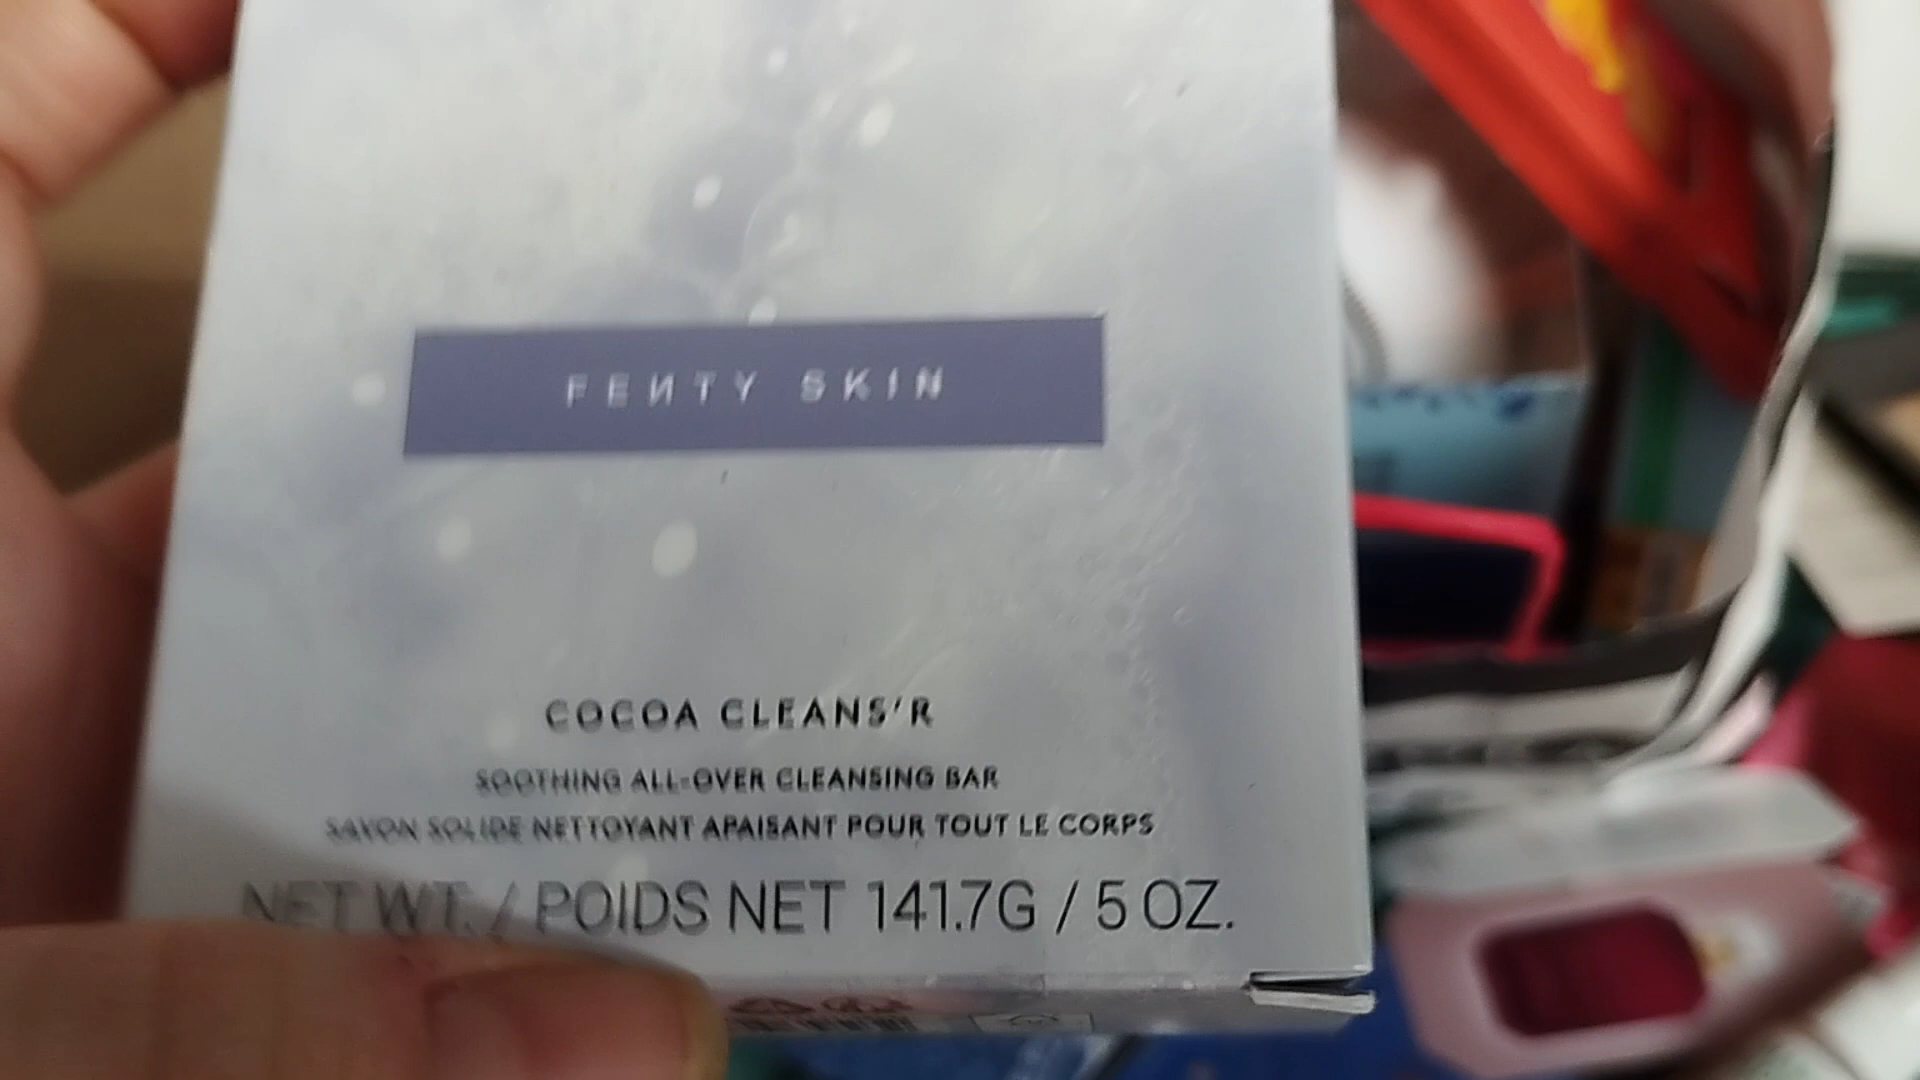 FENTY SKIN
COCOA CLEANS'R
SOOTHING ALL-OVER CLEANSING BAR
SAVON SOLIDE NETTOYANT APAISANT POUR TOUT LE CORPS
NET WT. / POIDS NET 141.7G / 5 OZ.